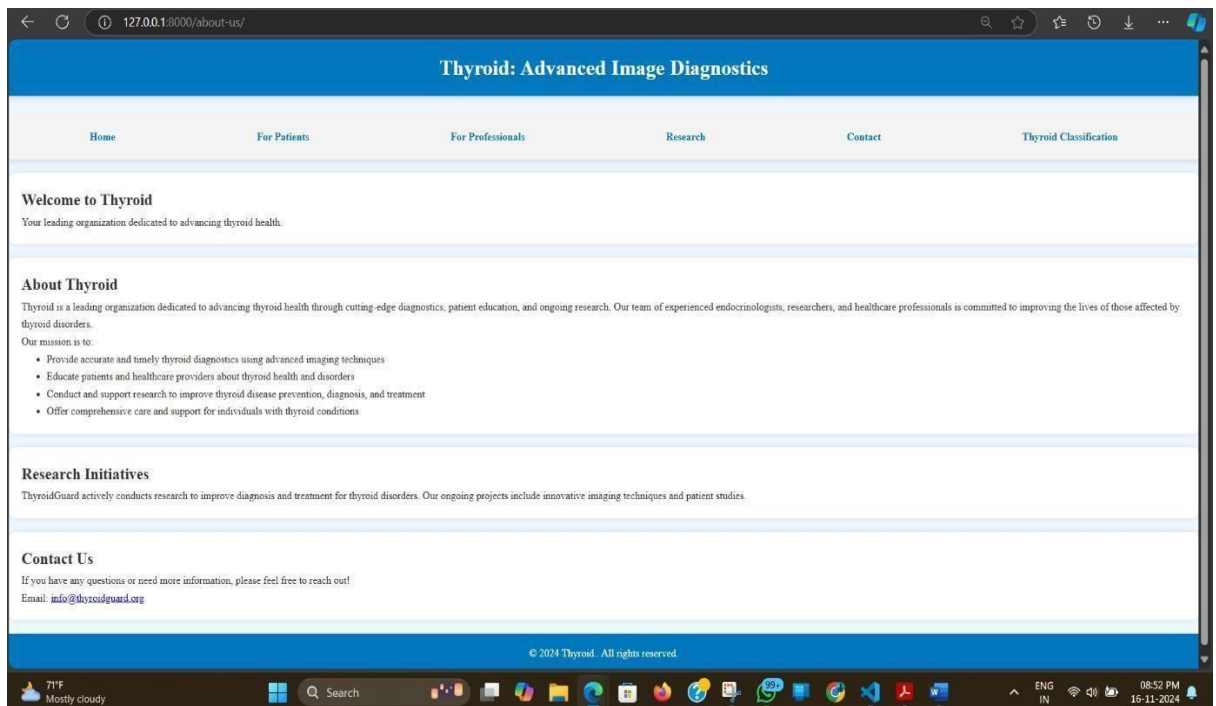 127.0.0.1:8000/about-us/
Thyroid: Advanced Image Diagnostics
Home For Patients For Professionals Research Contact Thyroid Classification
Welcome to Thyroid
Your leading organization dedicated to advancing thyroid health.
About Thyroid
Thyroid is a leading organization dedicated to advancing thyroid health through cutting-edge diagnostics, patient education, and ongoing research. Our team of experienced endocrinologists, researchers, and healthcare professionals is committed to improving the lives of those affected by
thyroid disorders.
Our mission is to:
• Provide accurate and timely thyroid diagnostics using advanced imaging techniques
• Educate patients and healthcare providers about thyroid health and disorders
• Conduct and support research to improve thyroid disease prevention, diagnosis, and treatment
• Offer comprehensive care and support for individuals with thyroid conditions
Research Initiatives
ThyroidGuard actively conducts research to improve diagnosis and treatment for thyroid disorders. Our ongoing projects include innovative imaging techniques and patient studies.
Contact Us
If you have any questions or need more information, please feel free to reach out!
Email: info@thyroidguard.org
© 2024 Thyroid.. All rights reserved.
71°F
Mostly cloudy
Search
99+
ENG
IN
08:52 PM
16-11-2024